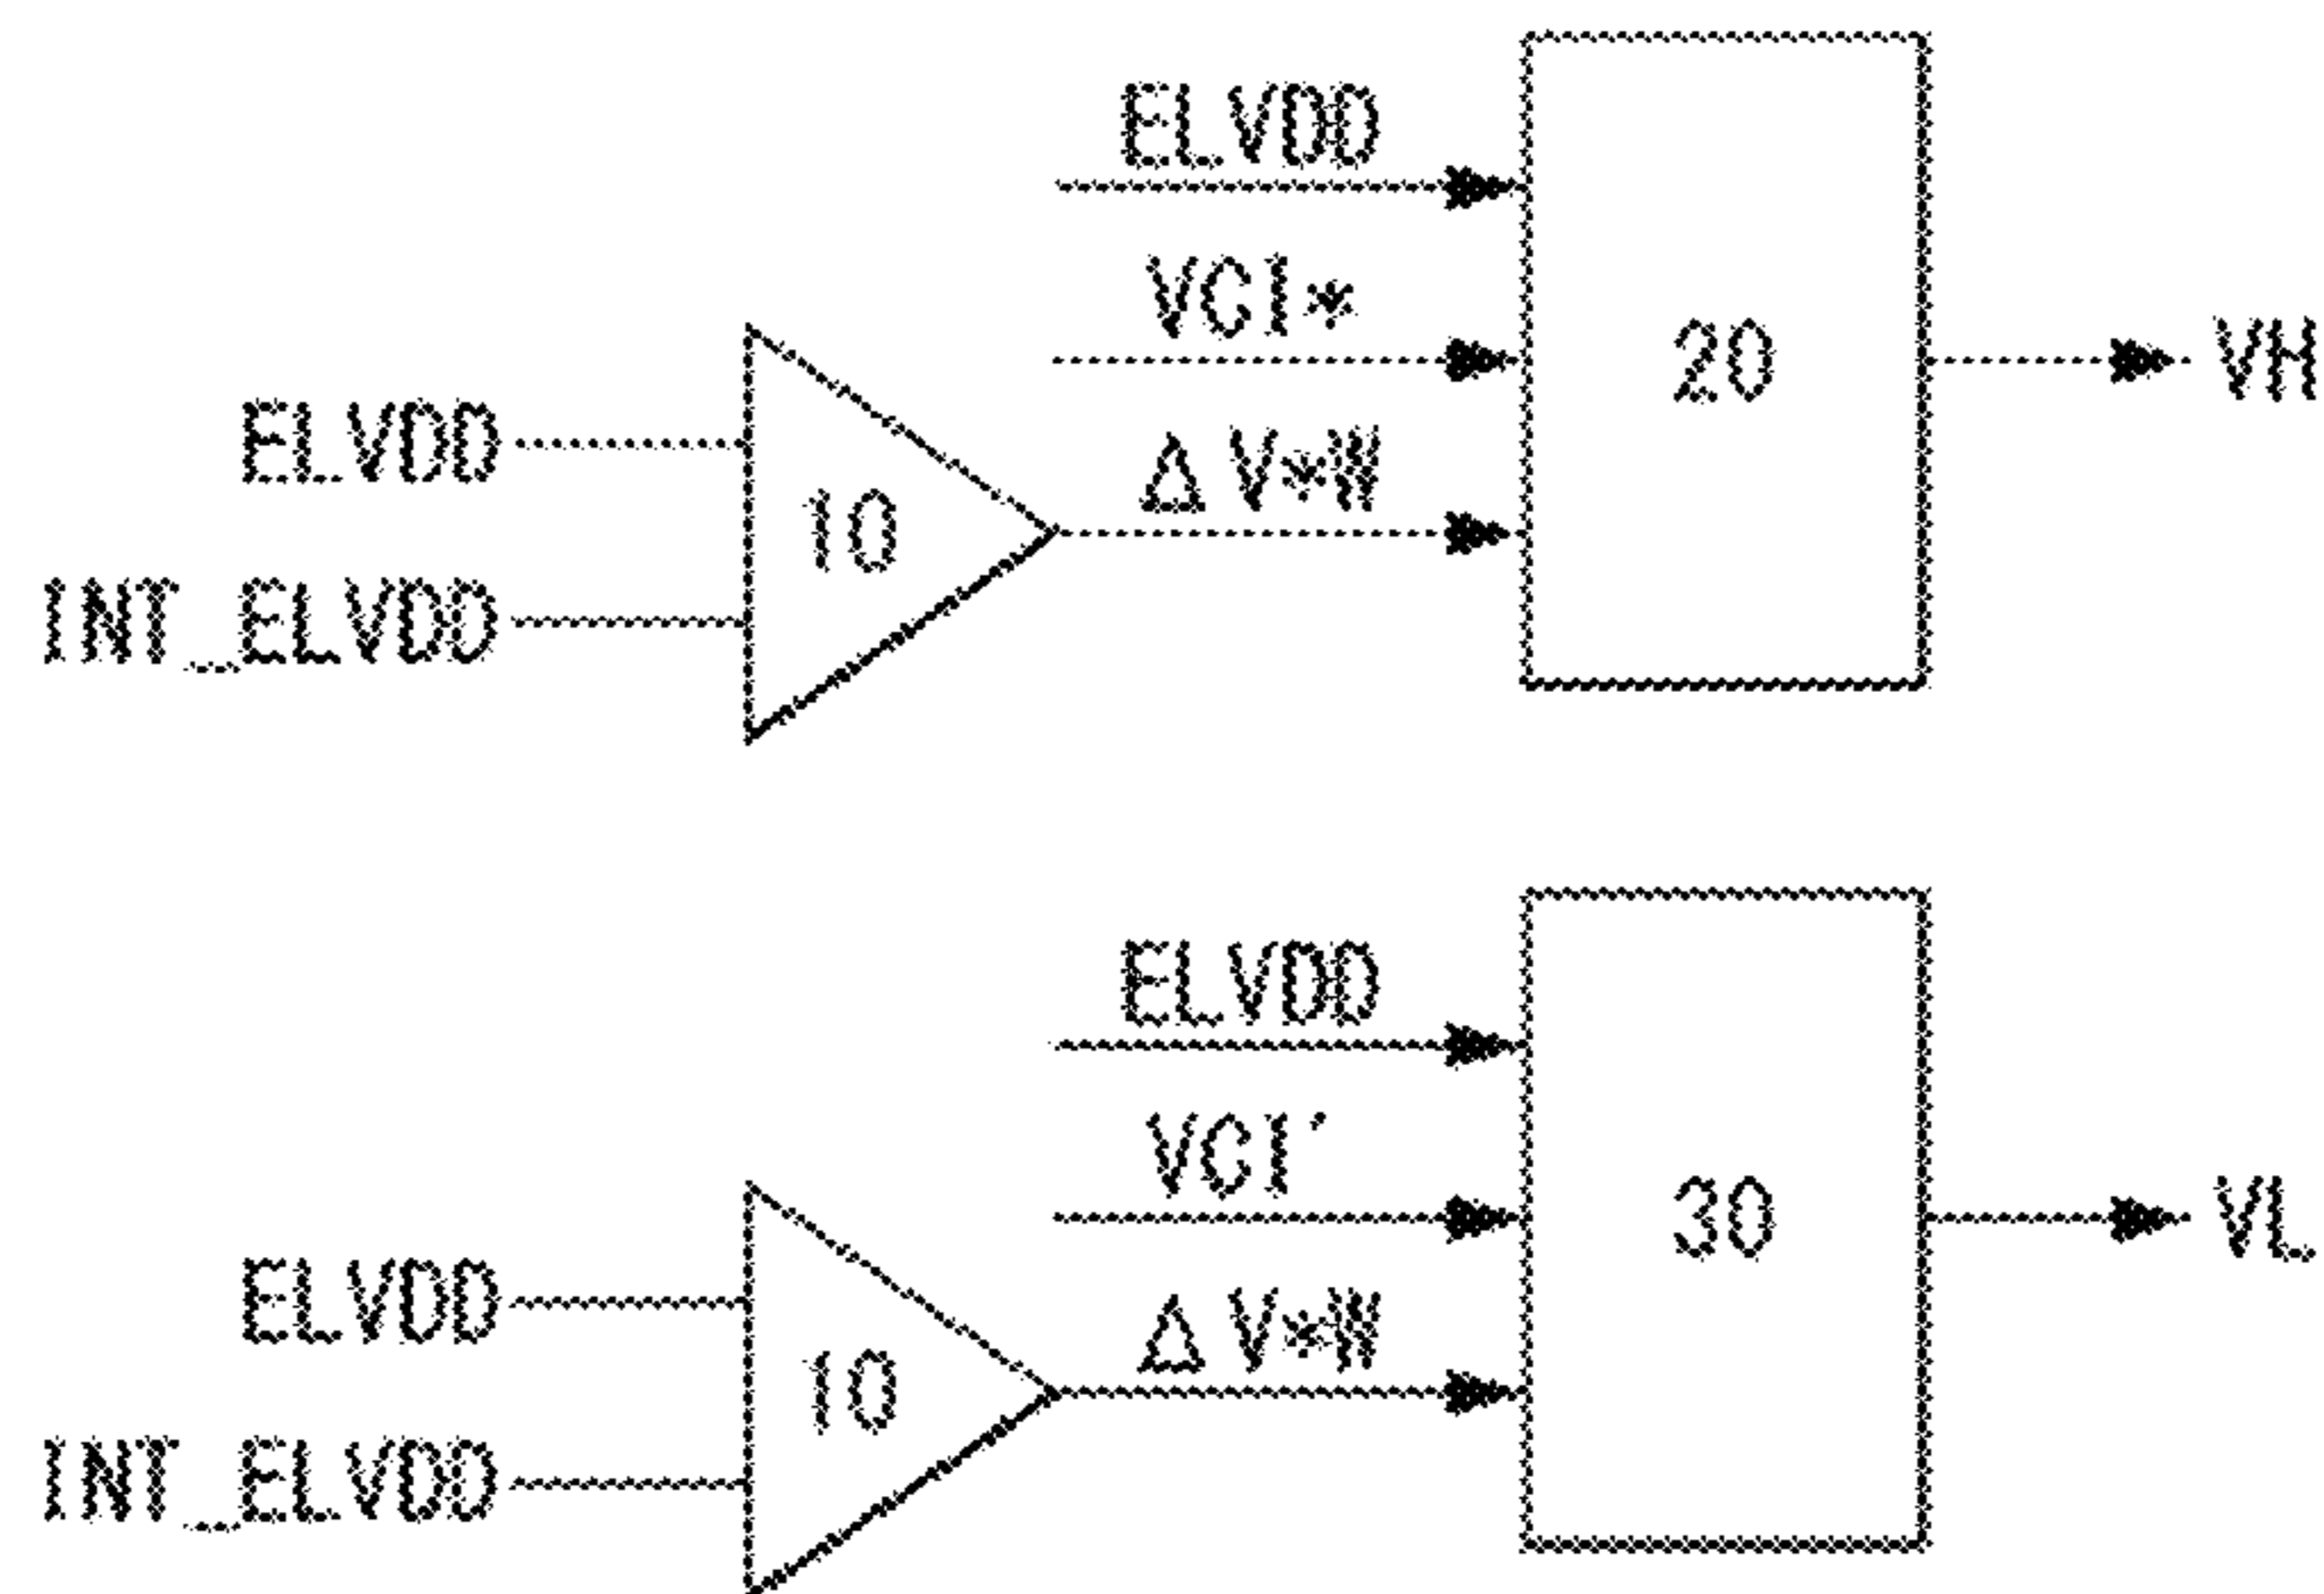 ELVDD
VCI*
20
VH
ELVDD
ΔV*W
10
INT_ELVDD
ELVDD
VCI'
30
VL
ELVDD
ΔV*W
10
INT_ELVDD